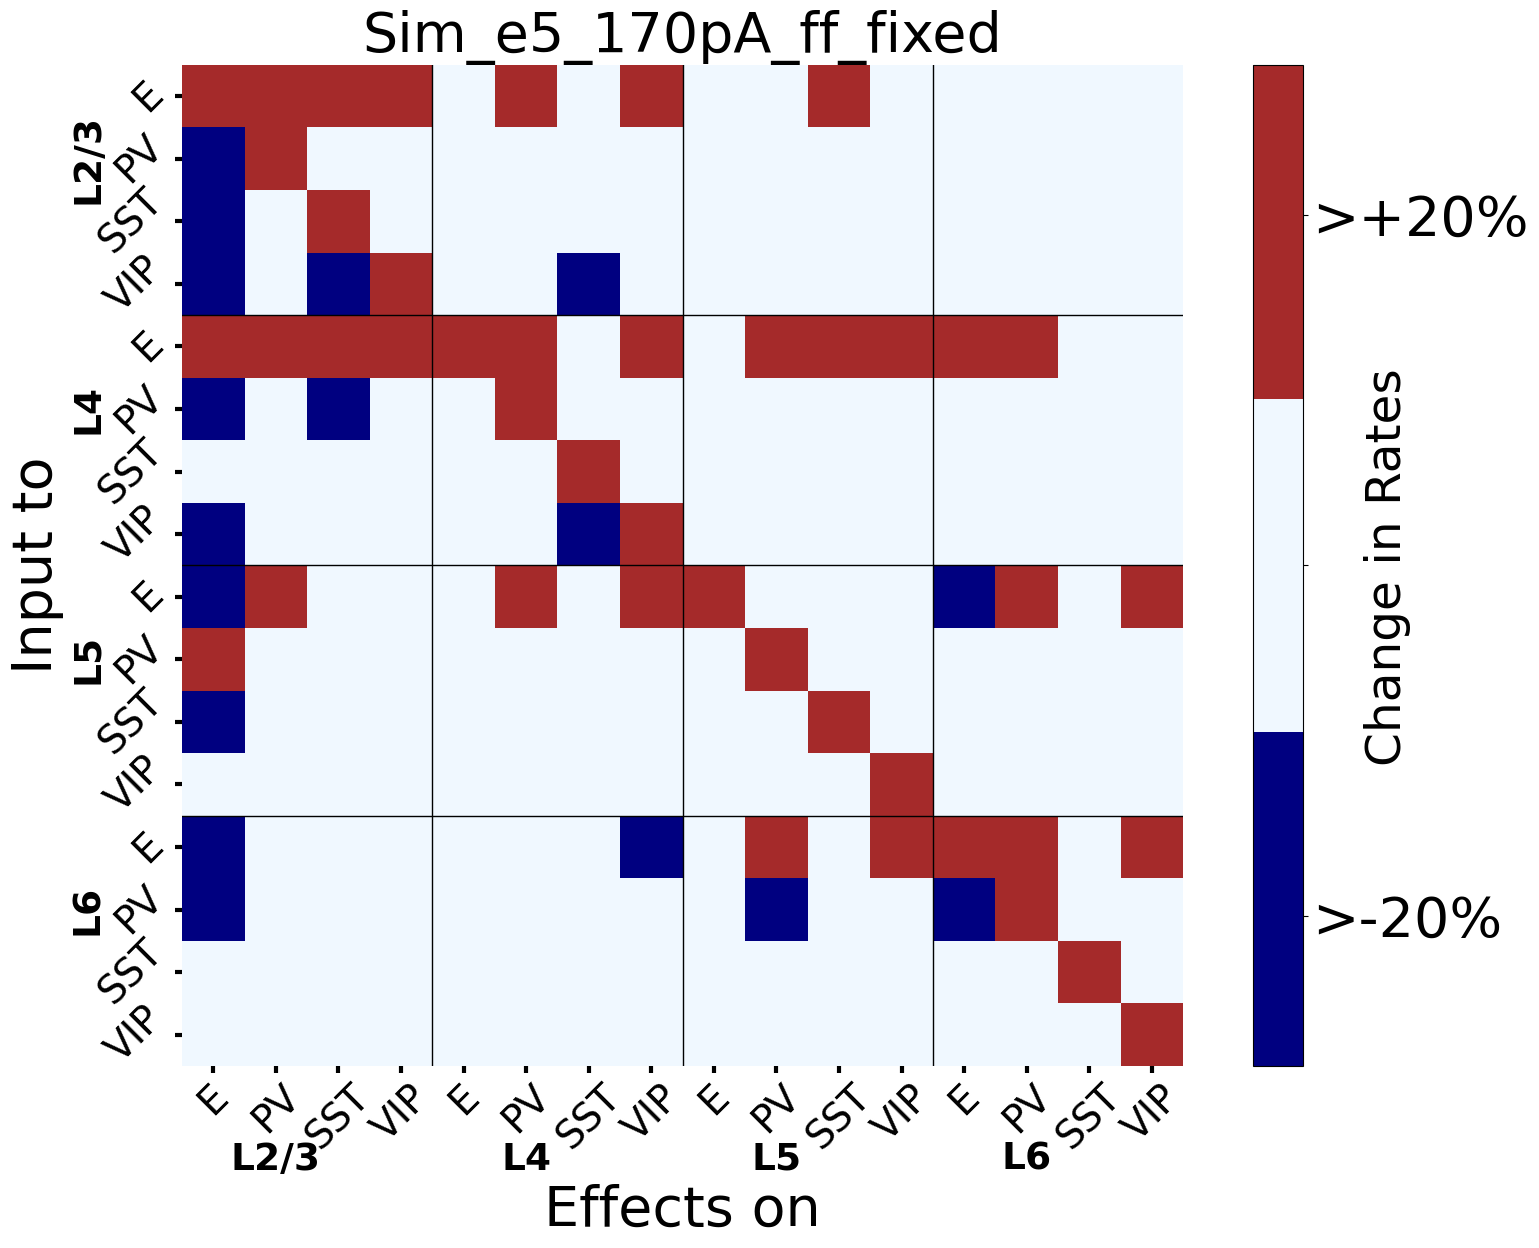 Sim_e5_170pA_ff_fixed
Input to
L2/3
E
PV
SST
VIP
L4
E
PV
SST
VIP
L5
E
PV
SST
VIP
L6
E
PV
SST
VIP
E PV SST VIP E PV SST VIP E PV SST VIP E PV SST VIP
L2/3 L4 L5 L6
Effects on
>+20%
>-20%
Change in Rates